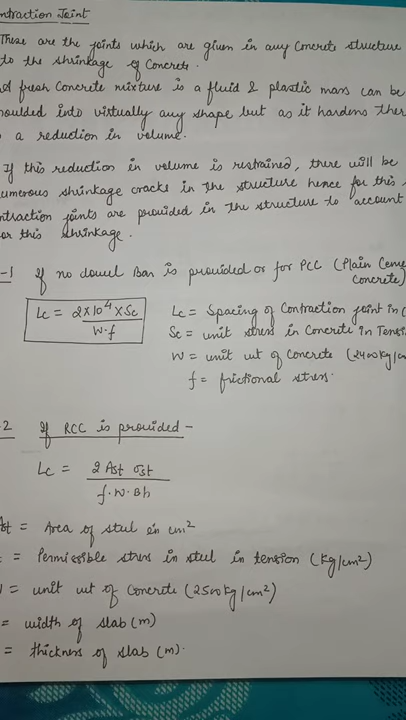 ntraction Joint
These are the joints which are given in any concrete structure
to the shrinkage of Concrete.
A fresh Concrete mixture is a fluid & plastic mass can be
moulded into virtually any shape but as it hardens ther
a reduction in volume.
If this reduction in volume is restrained, there will be
umerous shrinkage cracks in the structure hence for this
ntraction joints are provided in the structure to account
or this shrinkage.
-1 If no dowel Bar is provided or for PCC (Plain Ceme
Concrete)
Lc = 2×10⁴×Sc / W.f
Lc = Spacing of Contraction joint in
Sc = unit stress in Concrete in Tensi
W = unit wt of Concrete (2400kg/cm
f = frictional stress.
-2 If RCC is provided -
Lc = 2 Ast σst / f.W.Bh
st = Area of steel in cm²
= Permissible stress in steel in tension (kg/cm²)
= unit wt of Concrete (2500kg/cm²)
= width of slab (m)
= thickness of slab (m).